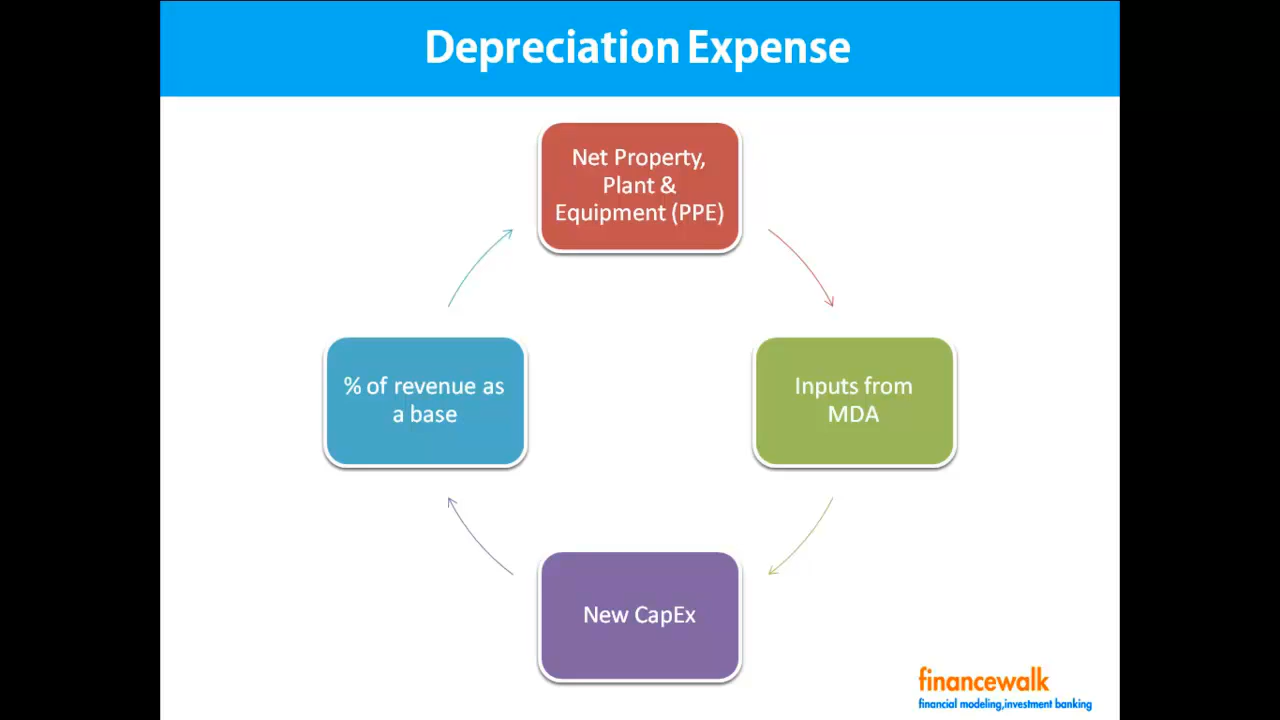 Depreciation Expense
Net Property,
Plant &
Equipment (PPE)
% of revenue as
a base
Inputs from
MDA
New CapEx
financewalk
financial modeling,investment banking